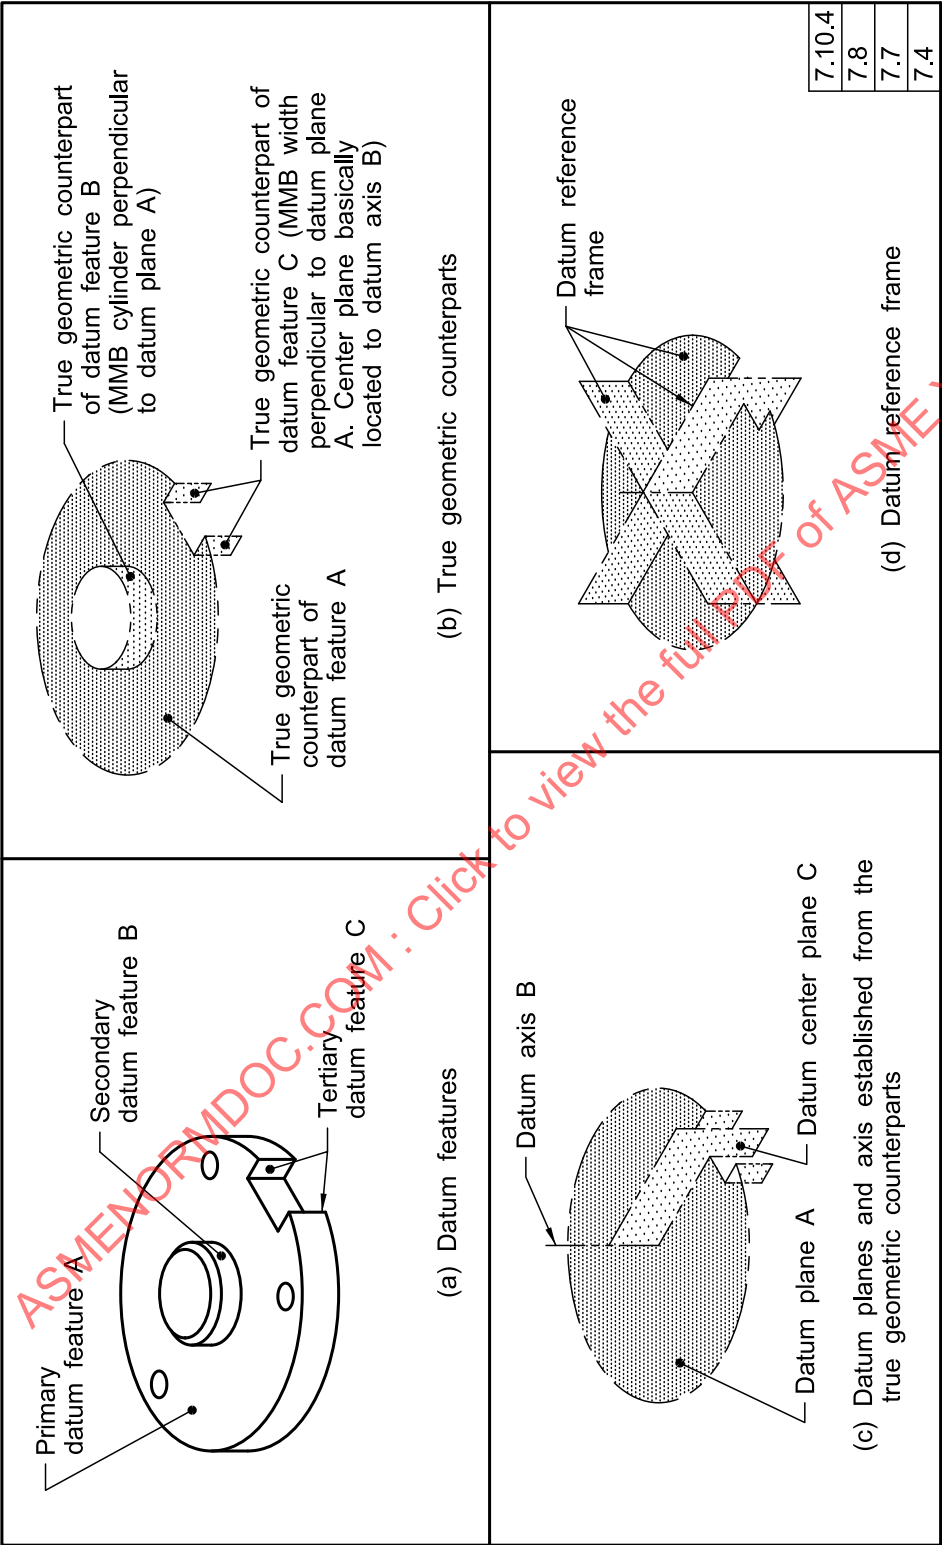 Primary
datum feature A
Secondary
datum feature B
Tertiary
datum feature C
(a) Datum features
True geometric counterpart
of datum feature B
(MMB cylinder perpendicular
to datum plane A)
True geometric counterpart of
datum feature C (MMB width
perpendicular to datum plane
A. Center plane basically
located to datum axis B)
True geometric
counterpart of
datum feature A
(b) True geometric counterparts
Datum axis B
Datum plane A
Datum center plane C
(c) Datum planes and axis established from the
true geometric counterparts
Datum reference
frame
(d) Datum reference frame
7.10.4
7.8
7.7
7.4
ASMENORMDOC.COM : Click to view the full PDF of ASME Y